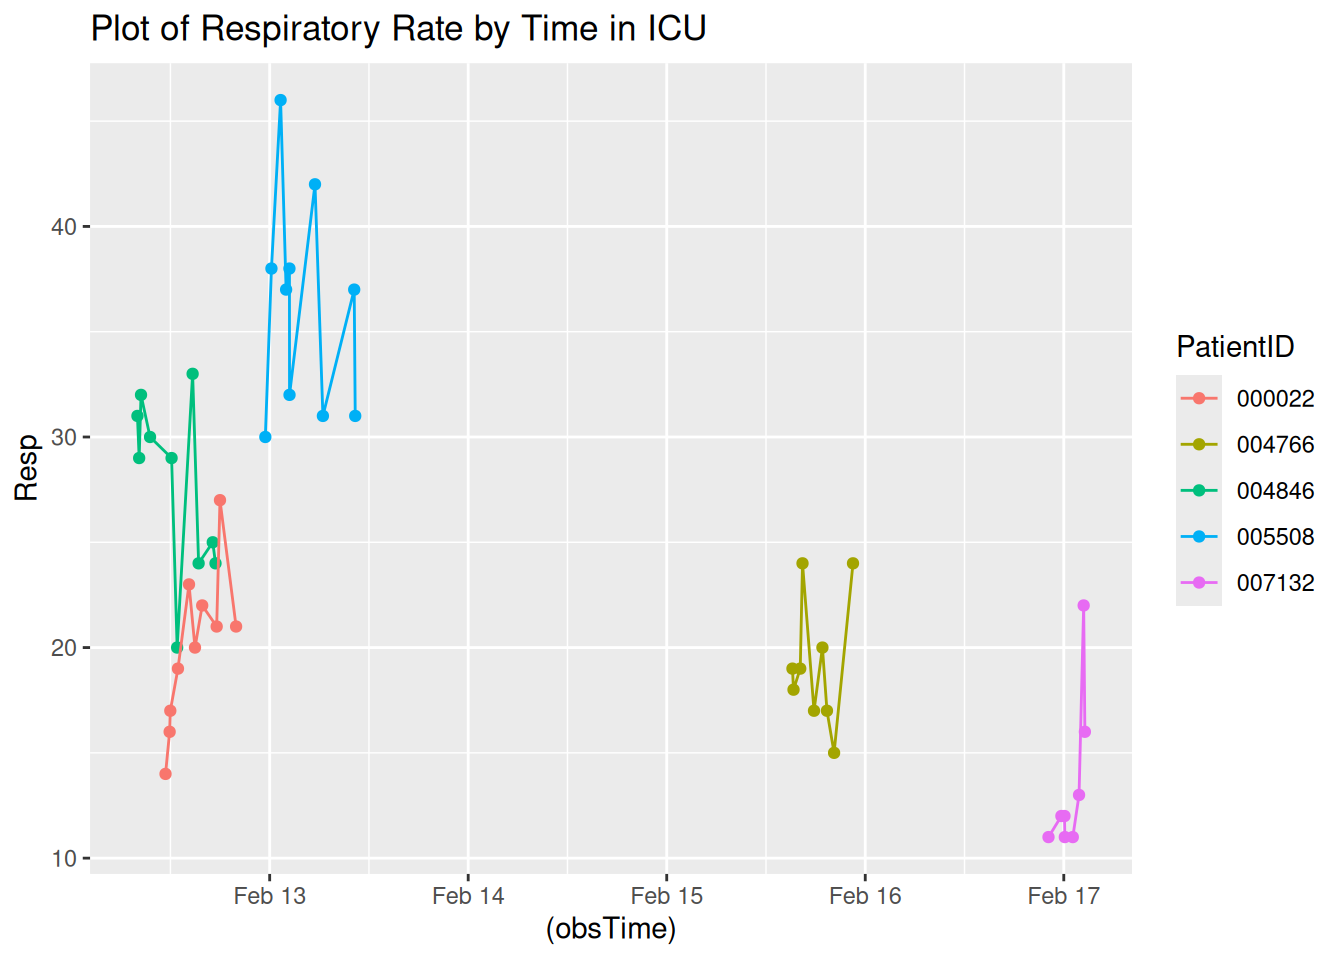 Plot of Respiratory Rate by Time in ICU
Resp
40
30
20
10
Feb 13 Feb 14 Feb 15 Feb 16 Feb 17
(obsTime)
PatientID
000022
004766
004846
005508
007132